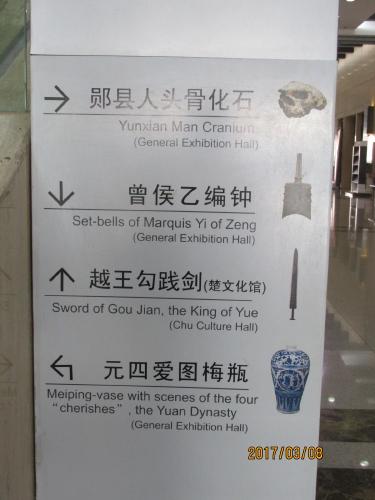 → 郧县人头骨化石
Yunxian Man Cranium
(General Exhibition Hall)
↓ 曾侯乙编钟
Set-bells of Marquis Yi of Zeng
(General Exhibition Hall)
↑ 越王勾践剑(楚文化馆)
Sword of Gou Jian, the King of Yue
(Chu Culture Hall)
↰ 元四爱图梅瓶
Meiping-vase with scenes of the four
“cherishes”, the Yuan Dynasty
(General Exhibition Hall)
2017/03/08